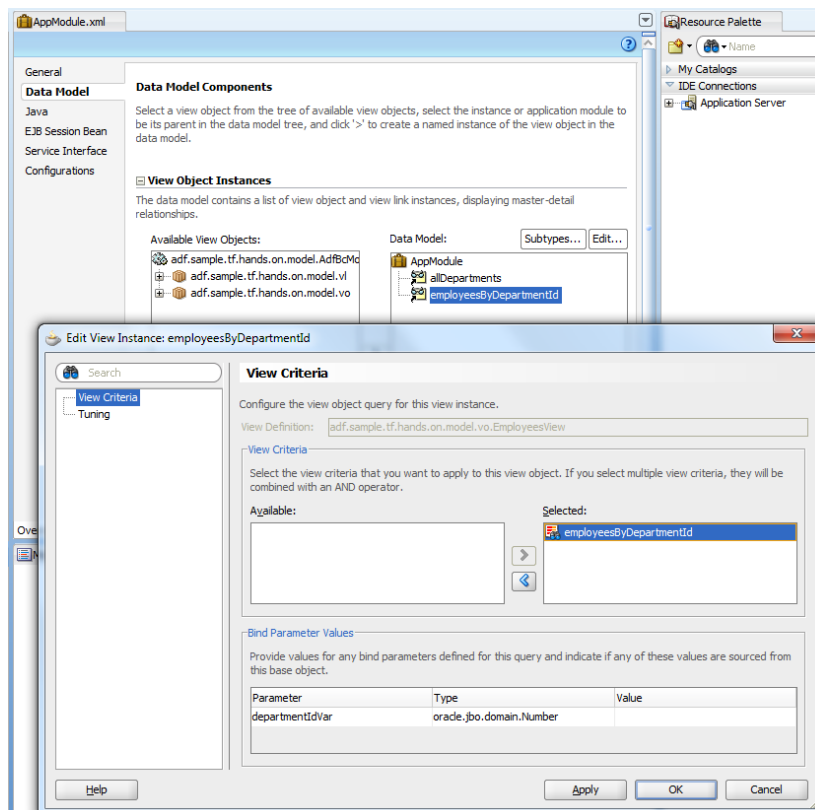 AppModule.xml
Resource Palette
Name
My Catalogs
IDE Connections
Application Server
General
Data Model
Java
EJB Session Bean
Service Interface
Configurations
Data Model Components
Select a view object from the tree of available view objects, select the instance or application module to
be its parent in the data model tree, and click '>' to create a named instance of the view object in the
data model.
View Object Instances
The data model contains a list of view object and view link instances, displaying master-detail
relationships.
Available View Objects:
adf.sample.tf.hands.on.model.AdfBcMo
adf.sample.tf.hands.on.model.vl
adf.sample.tf.hands.on.model.vo
Data Model:
Subtypes...
Edit...
AppModule
allDepartments
employeesByDepartmentId
Edit View Instance: employeesByDepartmentId
Search
View Criteria
Tuning
View Criteria
Configure the view object query for this view instance.
View Definition: adf.sample.tf.hands.on.model.vo.EmployeesView
View Criteria
Select the view criteria that you want to apply to this view object. If you select multiple view criteria, they will be
combined with an AND operator.
Available:
Selected:
employeesByDepartmentId
Bind Parameter Values
Provide values for any bind parameters defined for this query and indicate if any of these values are sourced from
this base object.
Parameter Type Value
departmentIdVar oracle.jbo.domain.Number
Help
Apply
OK
Cancel